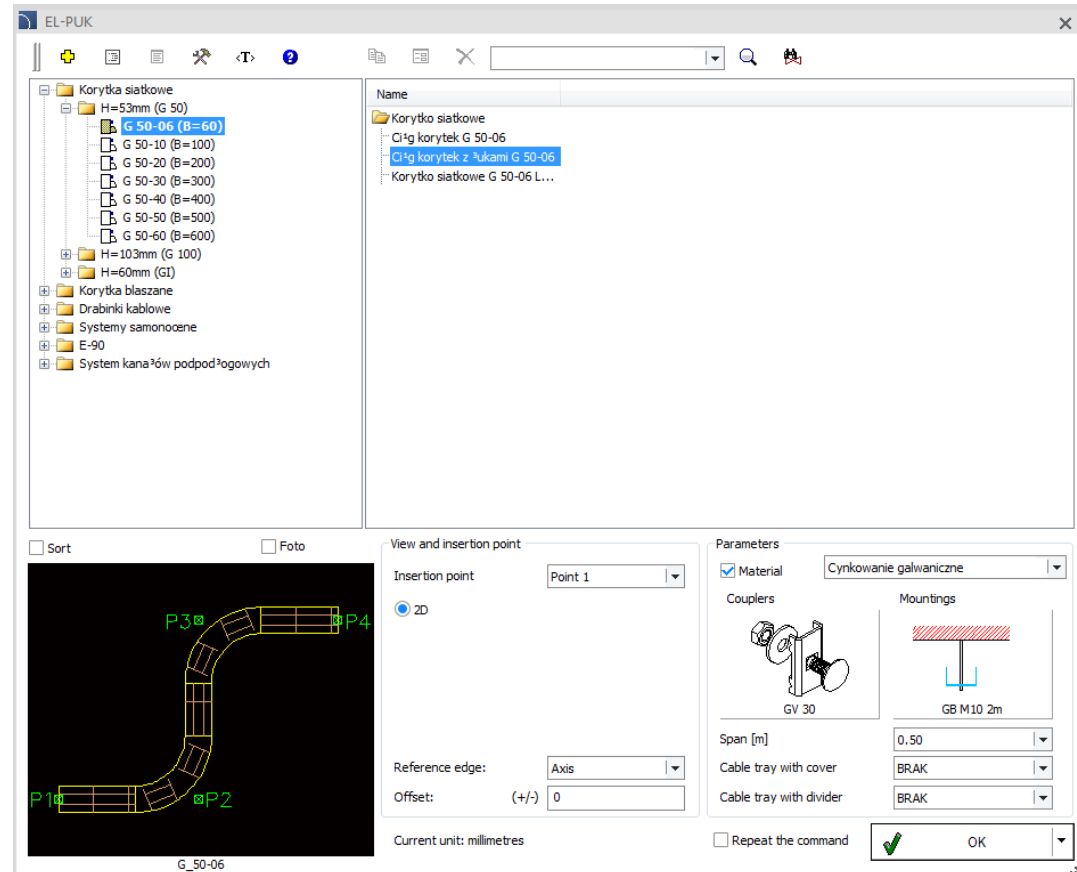 EL-PUK
<T>
Korytka siatkowe
H=53mm (G 50)
G 50-06 (B=60)
G 50-10 (B=100)
G 50-20 (B=200)
G 50-30 (B=300)
G 50-40 (B=400)
G 50-50 (B=500)
G 50-60 (B=600)
H=103mm (G 100)
H=60mm (GI)
Korytka blaszane
Drabinki kablowe
Systemy samonoœne
E-90
System kana³ów podpod³ogowych
Name
Korytko siatkowe
Ci¹g korytek G 50-06
Ci¹g korytek z ³ukami G 50-06
Korytko siatkowe G 50-06 L...
Sort
Foto
P3
P4
P1
P2
G_50-06
View and insertion point
Insertion point
Point 1
2D
Reference edge:
Axis
Offset: (+/-)
0
Current unit: millimetres
Parameters
Material
Cynkowanie galwaniczne
Couplers
Mountings
GV 30
GB M10 2m
Span [m]
0.50
Cable tray with cover
BRAK
Cable tray with divider
BRAK
Repeat the command
OK